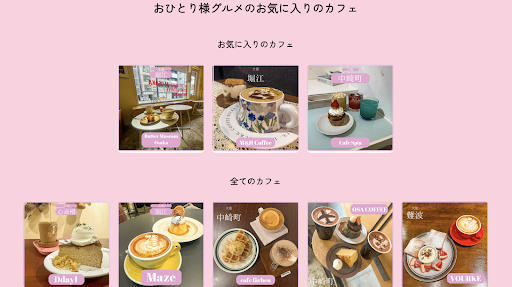 おひとり様グルメのお気に入りのカフェ
お気に入りのカフェ
堀江
Butter Museum
Osaka
堀江
M&H Coffee
中崎町
Cafe Spin
全てのカフェ
心斎橋
Dday1
堀江
Maze
中崎町
cafe
OSA COFFEE
中崎町
難波
YOURKE